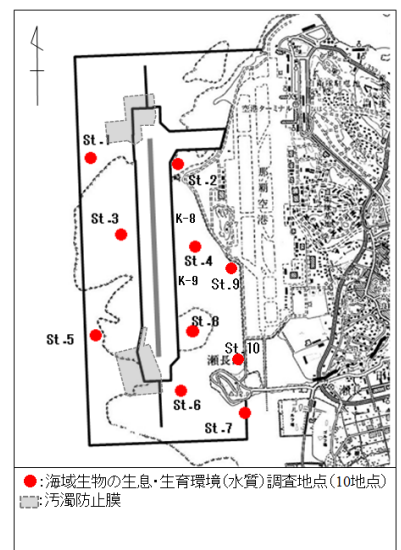 空港ターミナル
St.1
St.2
那覇空港
K-8
St.3
St.4
K-9
St.9
St.8
St.5
St.10
瀬長
St.6
St.7
●:海域生物の生息・生育環境(水質)調査地点(10地点)
:汚濁防止膜